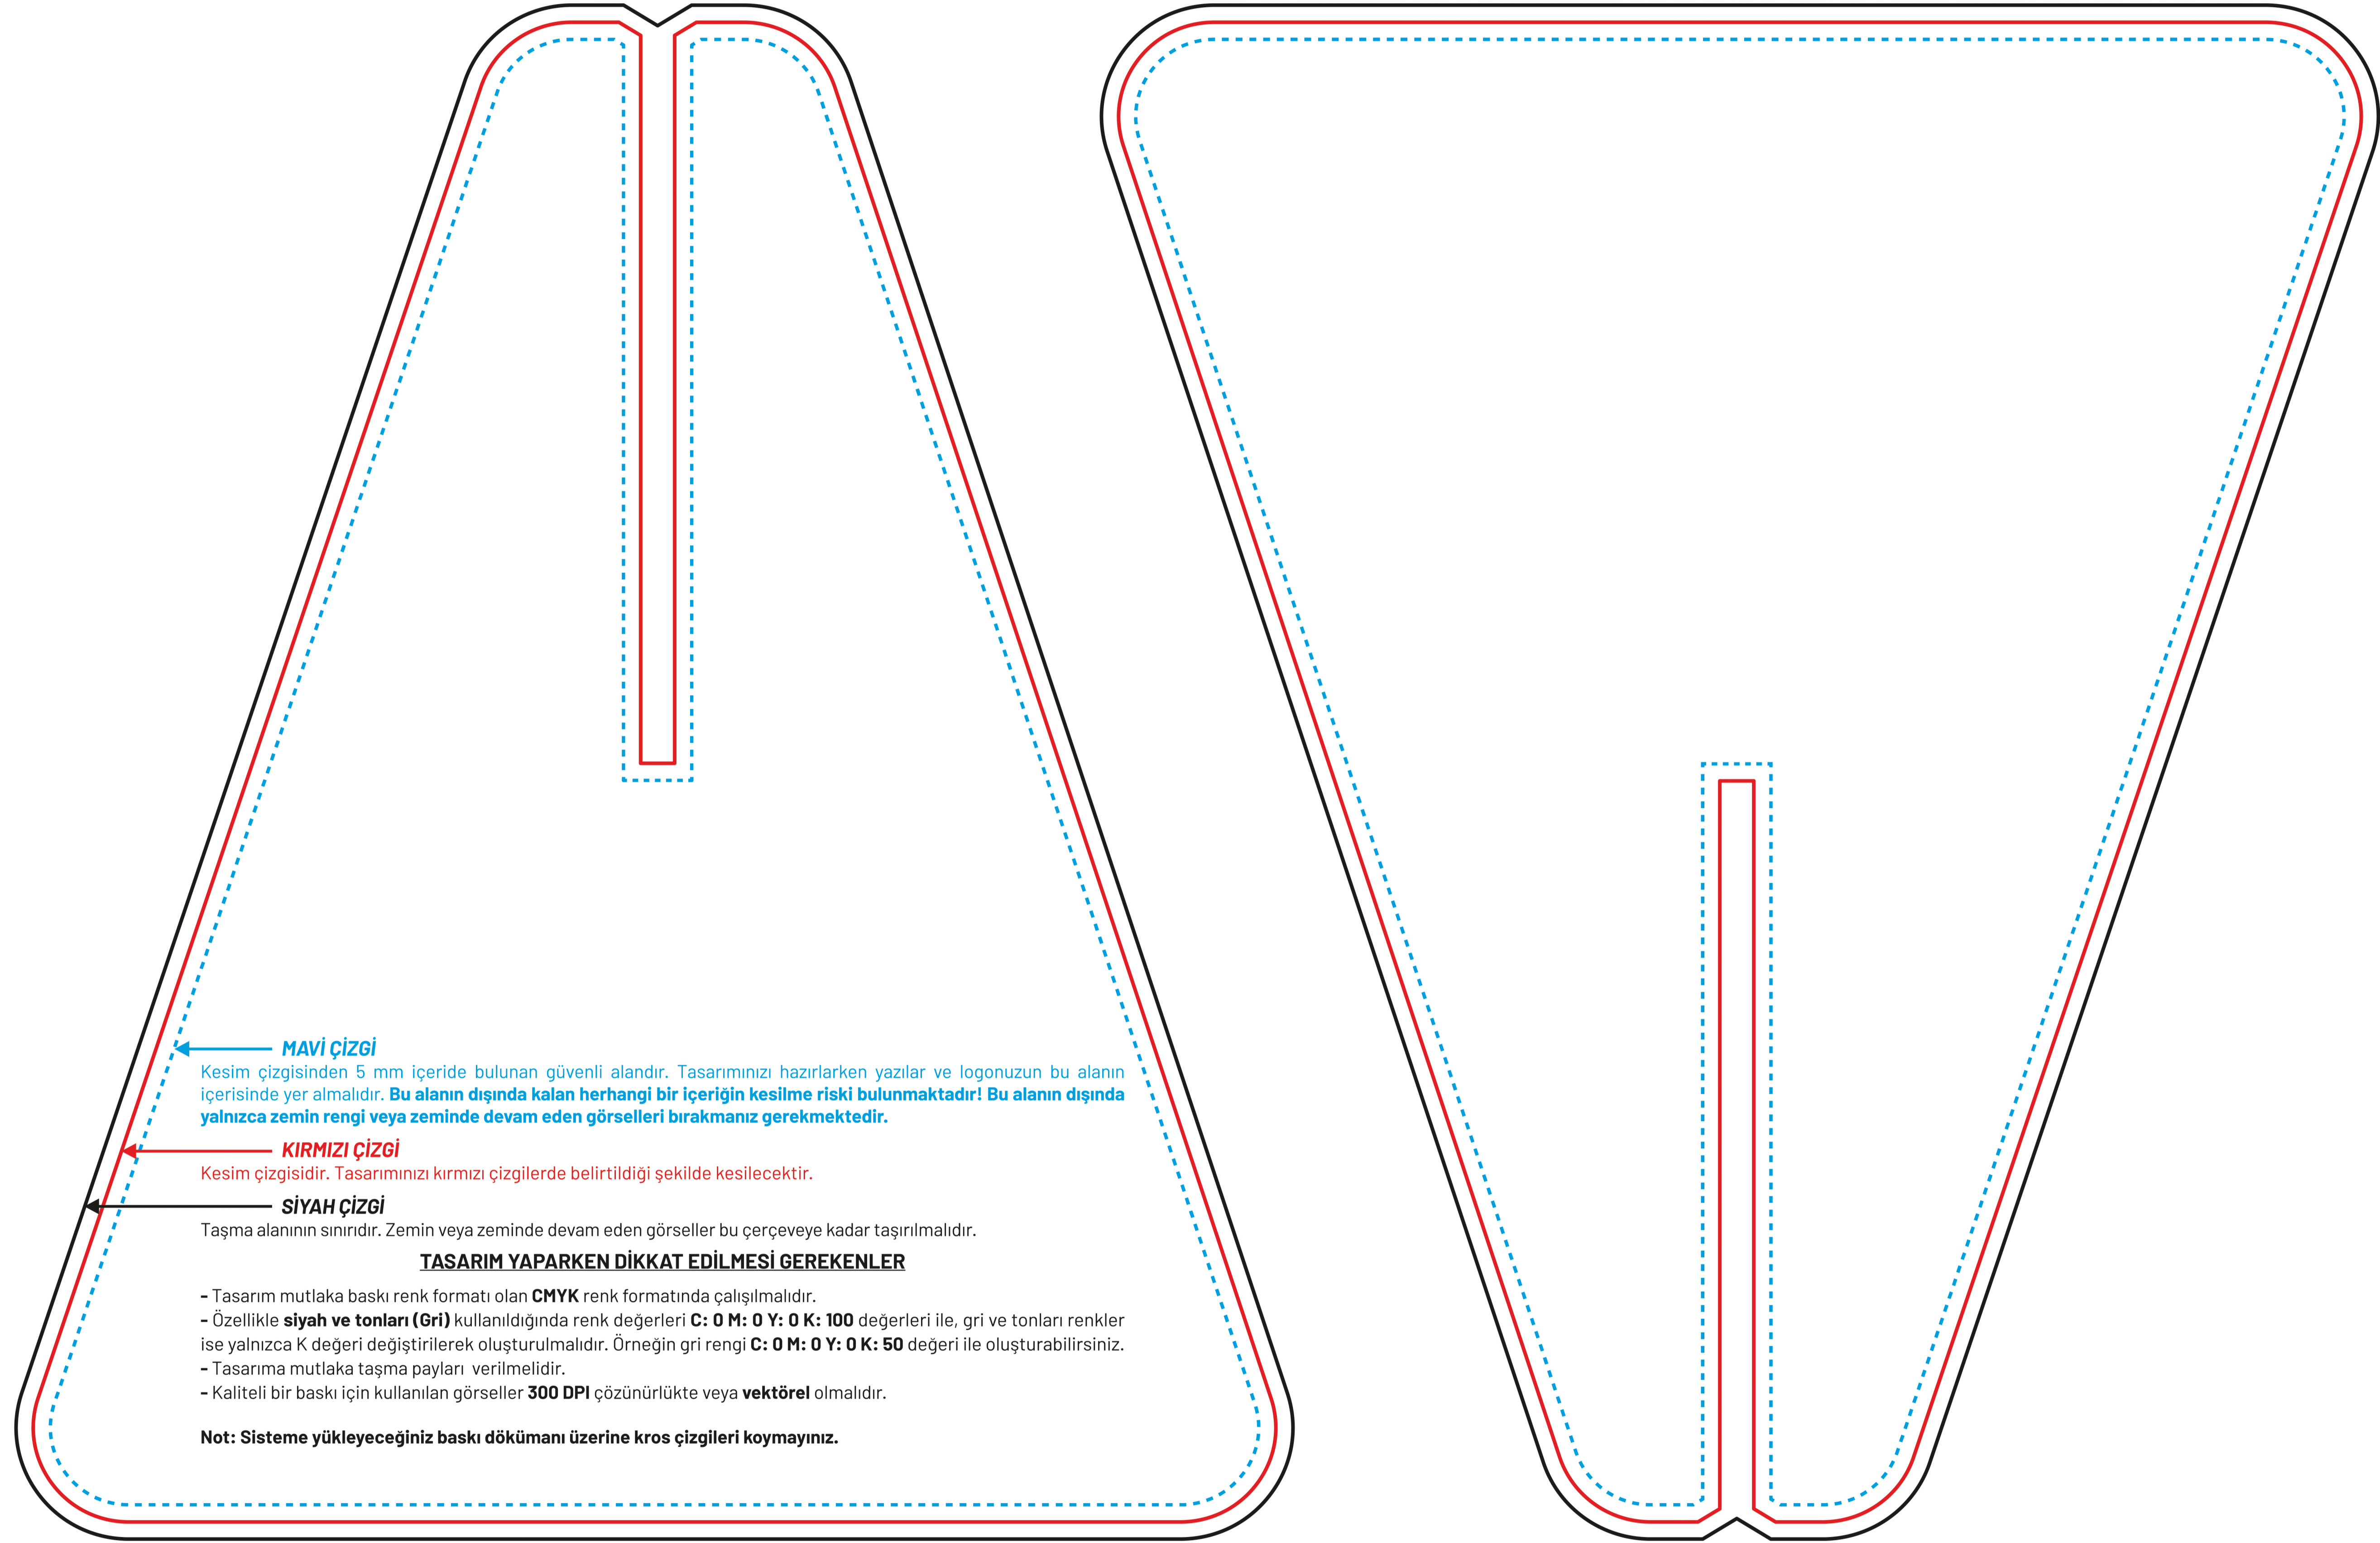 MAVİ ÇİZGİ
Kesim çizgisinden 5 mm içeride bulunan güvenli alandır. Tasarımınızı hazırlarken yazılar ve logonuzun bu alanın
içerisinde yer almalıdır. Bu alanın dışında kalan herhangi bir içeriğin kesilme riski bulunmaktadır! Bu alanın dışında
yalnızca zemin rengi veya zeminde devam eden görselleri bırakmanız gerekmektedir.
KIRMIZI ÇİZGİ
Kesim çizgisidir. Tasarımınızı kırmızı çizgilerde belirtildiği şekilde kesilecektir.
SİYAH ÇİZGİ
Taşma alanının sınırıdır. Zemin veya zeminde devam eden görseller bu çerçeveye kadar taşırılmalıdır.
TASARIM YAPARKEN DİKKAT EDİLMESİ GEREKENLER
- Tasarım mutlaka baskı renk formatı olan CMYK renk formatında çalışılmalıdır.
- Özellikle siyah ve tonları (Gri) kullanıldığında renk değerleri C: 0 M: 0 Y: 0 K: 100 değerleri ile, gri ve tonları renkler
ise yalnızca K değeri değiştirilerek oluşturulmalıdır. Örneğin gri rengi C: 0 M: 0 Y: 0 K: 50 değeri ile oluşturabilirsiniz.
- Tasarıma mutlaka taşma payları verilmelidir.
- Kaliteli bir baskı için kullanılan görseller 300 DPI çözünürlükte veya vektörel olmalıdır.
Not: Sisteme yükleyeceğiniz baskı dökümanı üzerine kros çizgileri koymayınız.